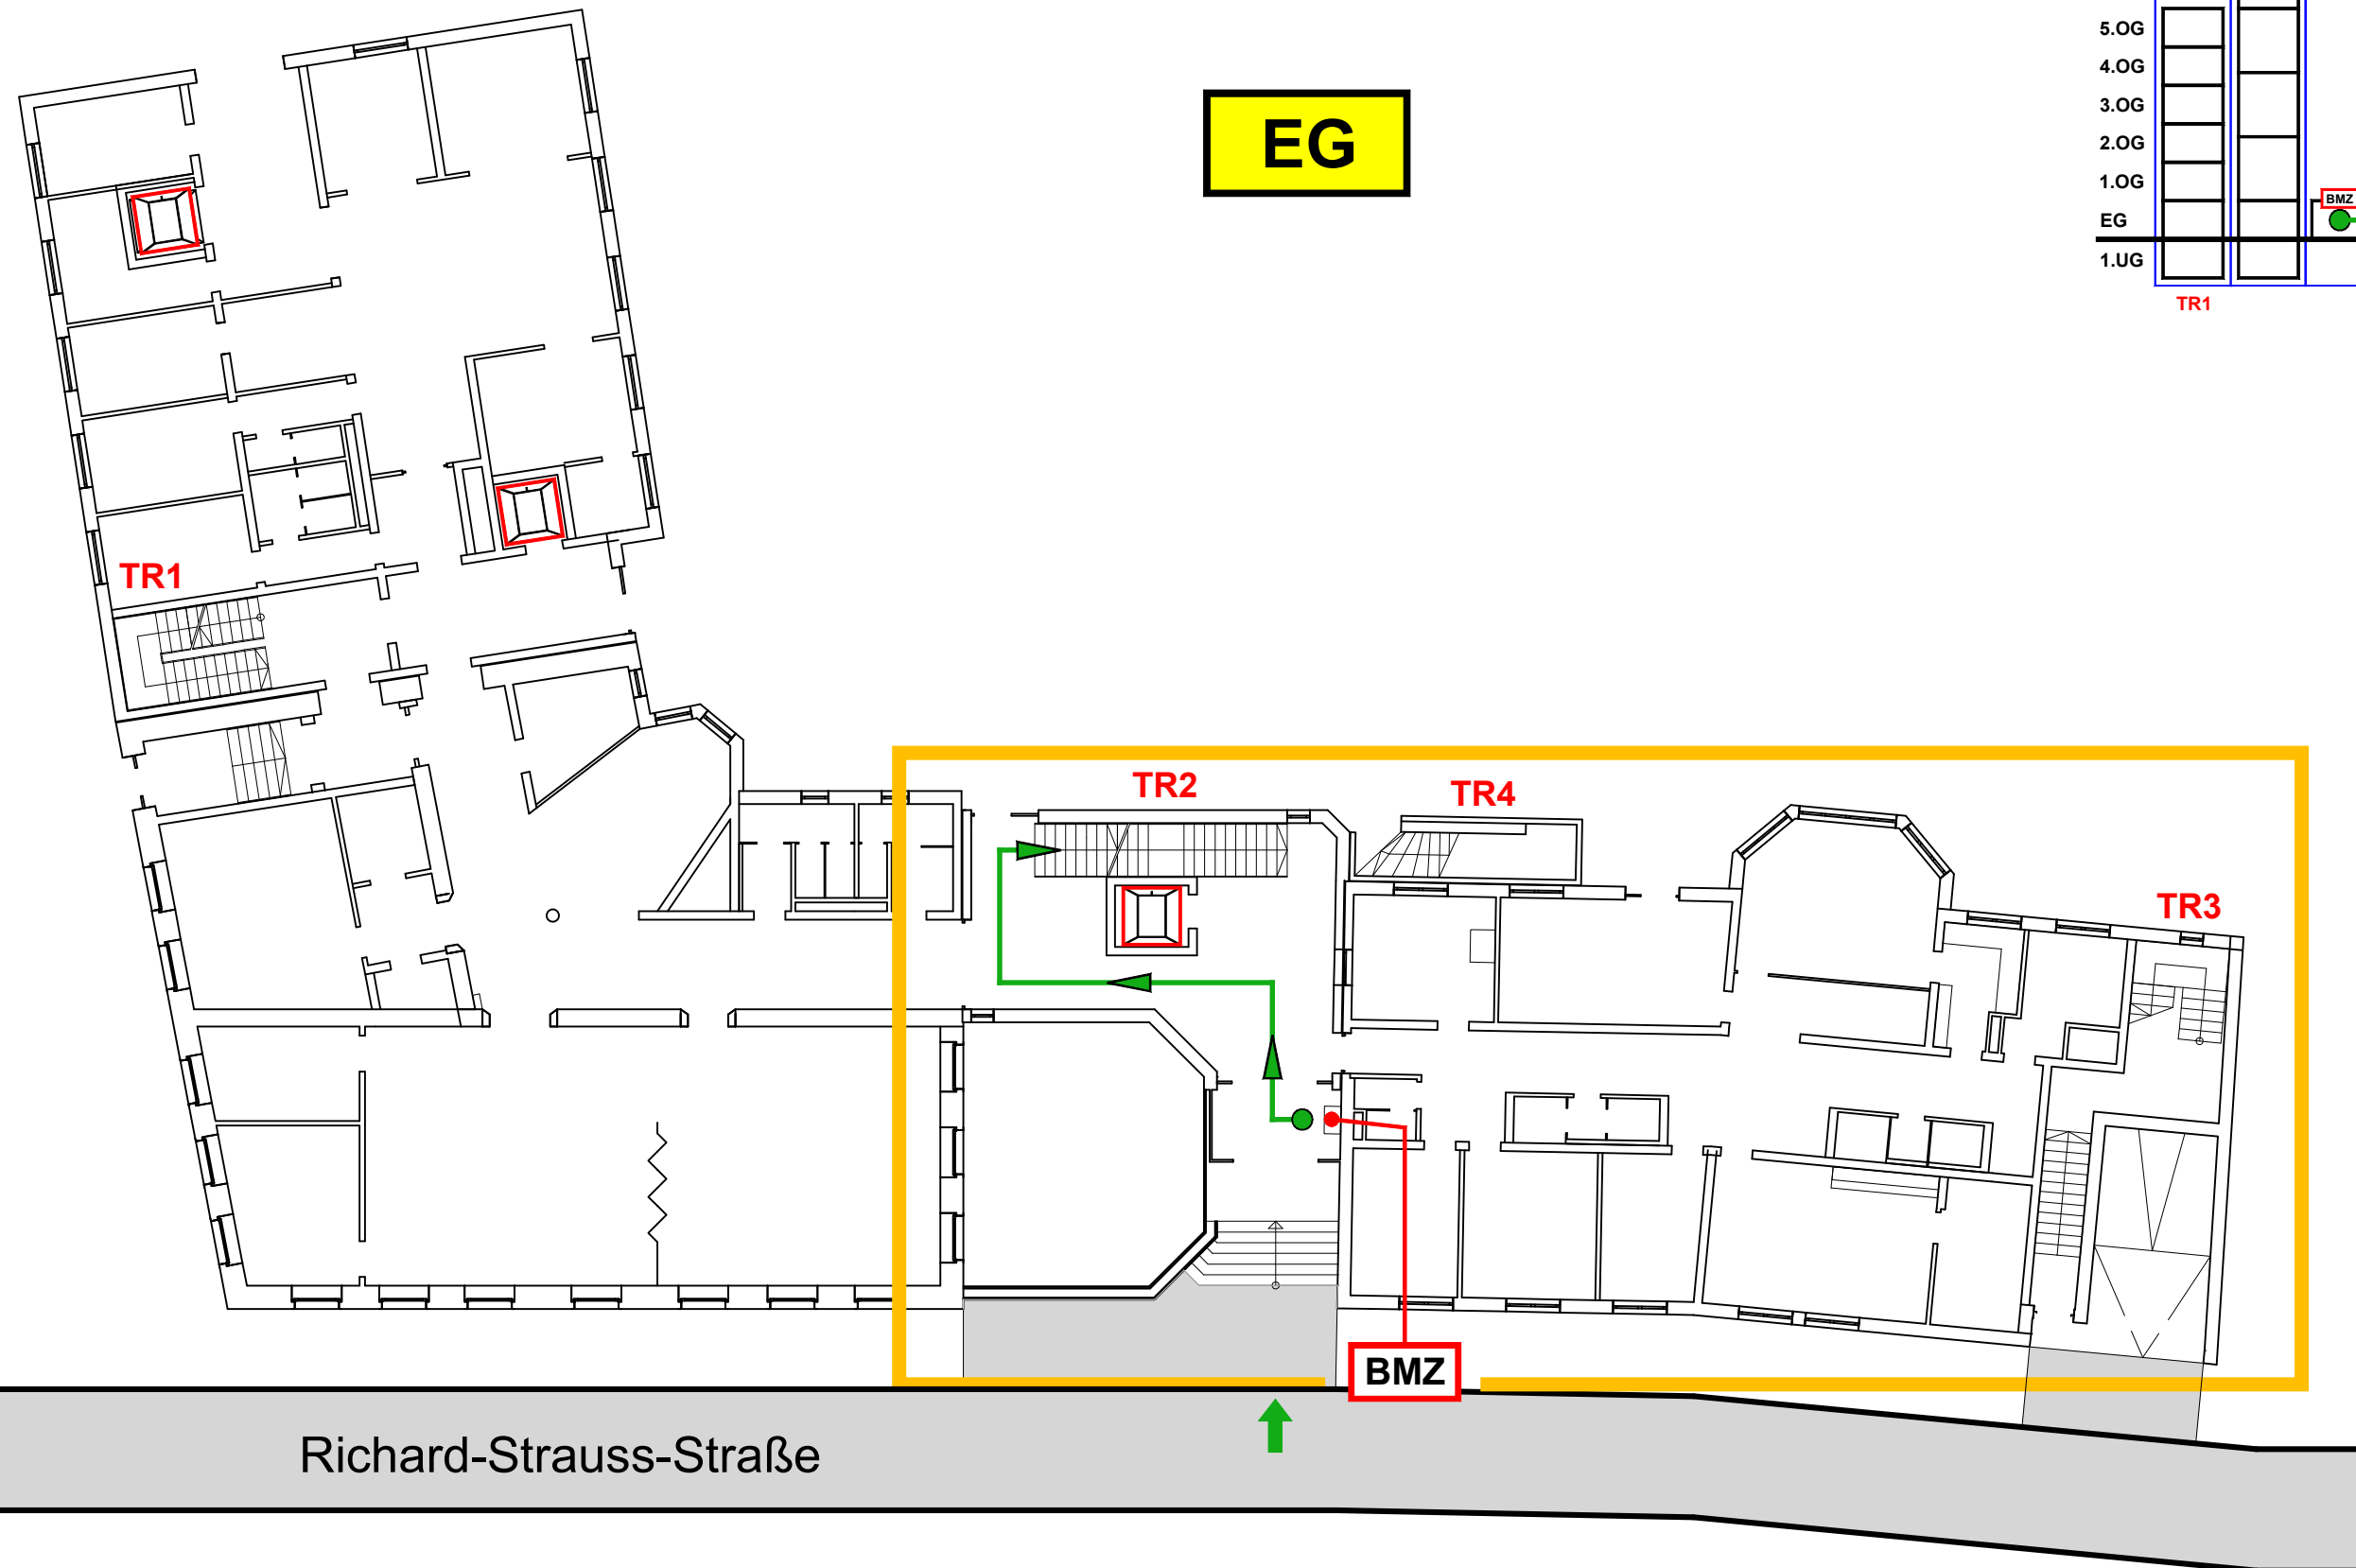 EG
5.OG
4.OG
3.OG
2.OG
1.OG
EG
BMZ
1.UG
TR1
TR1
TR2
TR4
TR3
BMZ
Richard-Strauss-Straße